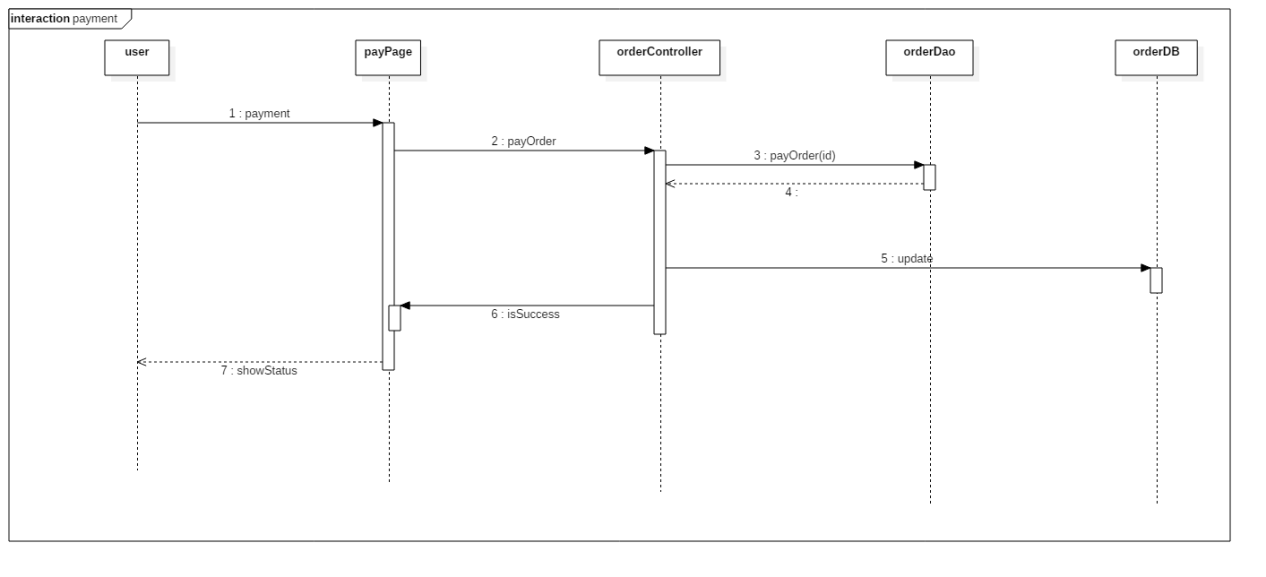 interaction payment
user
payPage
orderController
orderDao
orderDB
1 : payment
2 : payOrder
3 : payOrder(id)
4 :
5 : update
6 : isSuccess
7 : showStatus